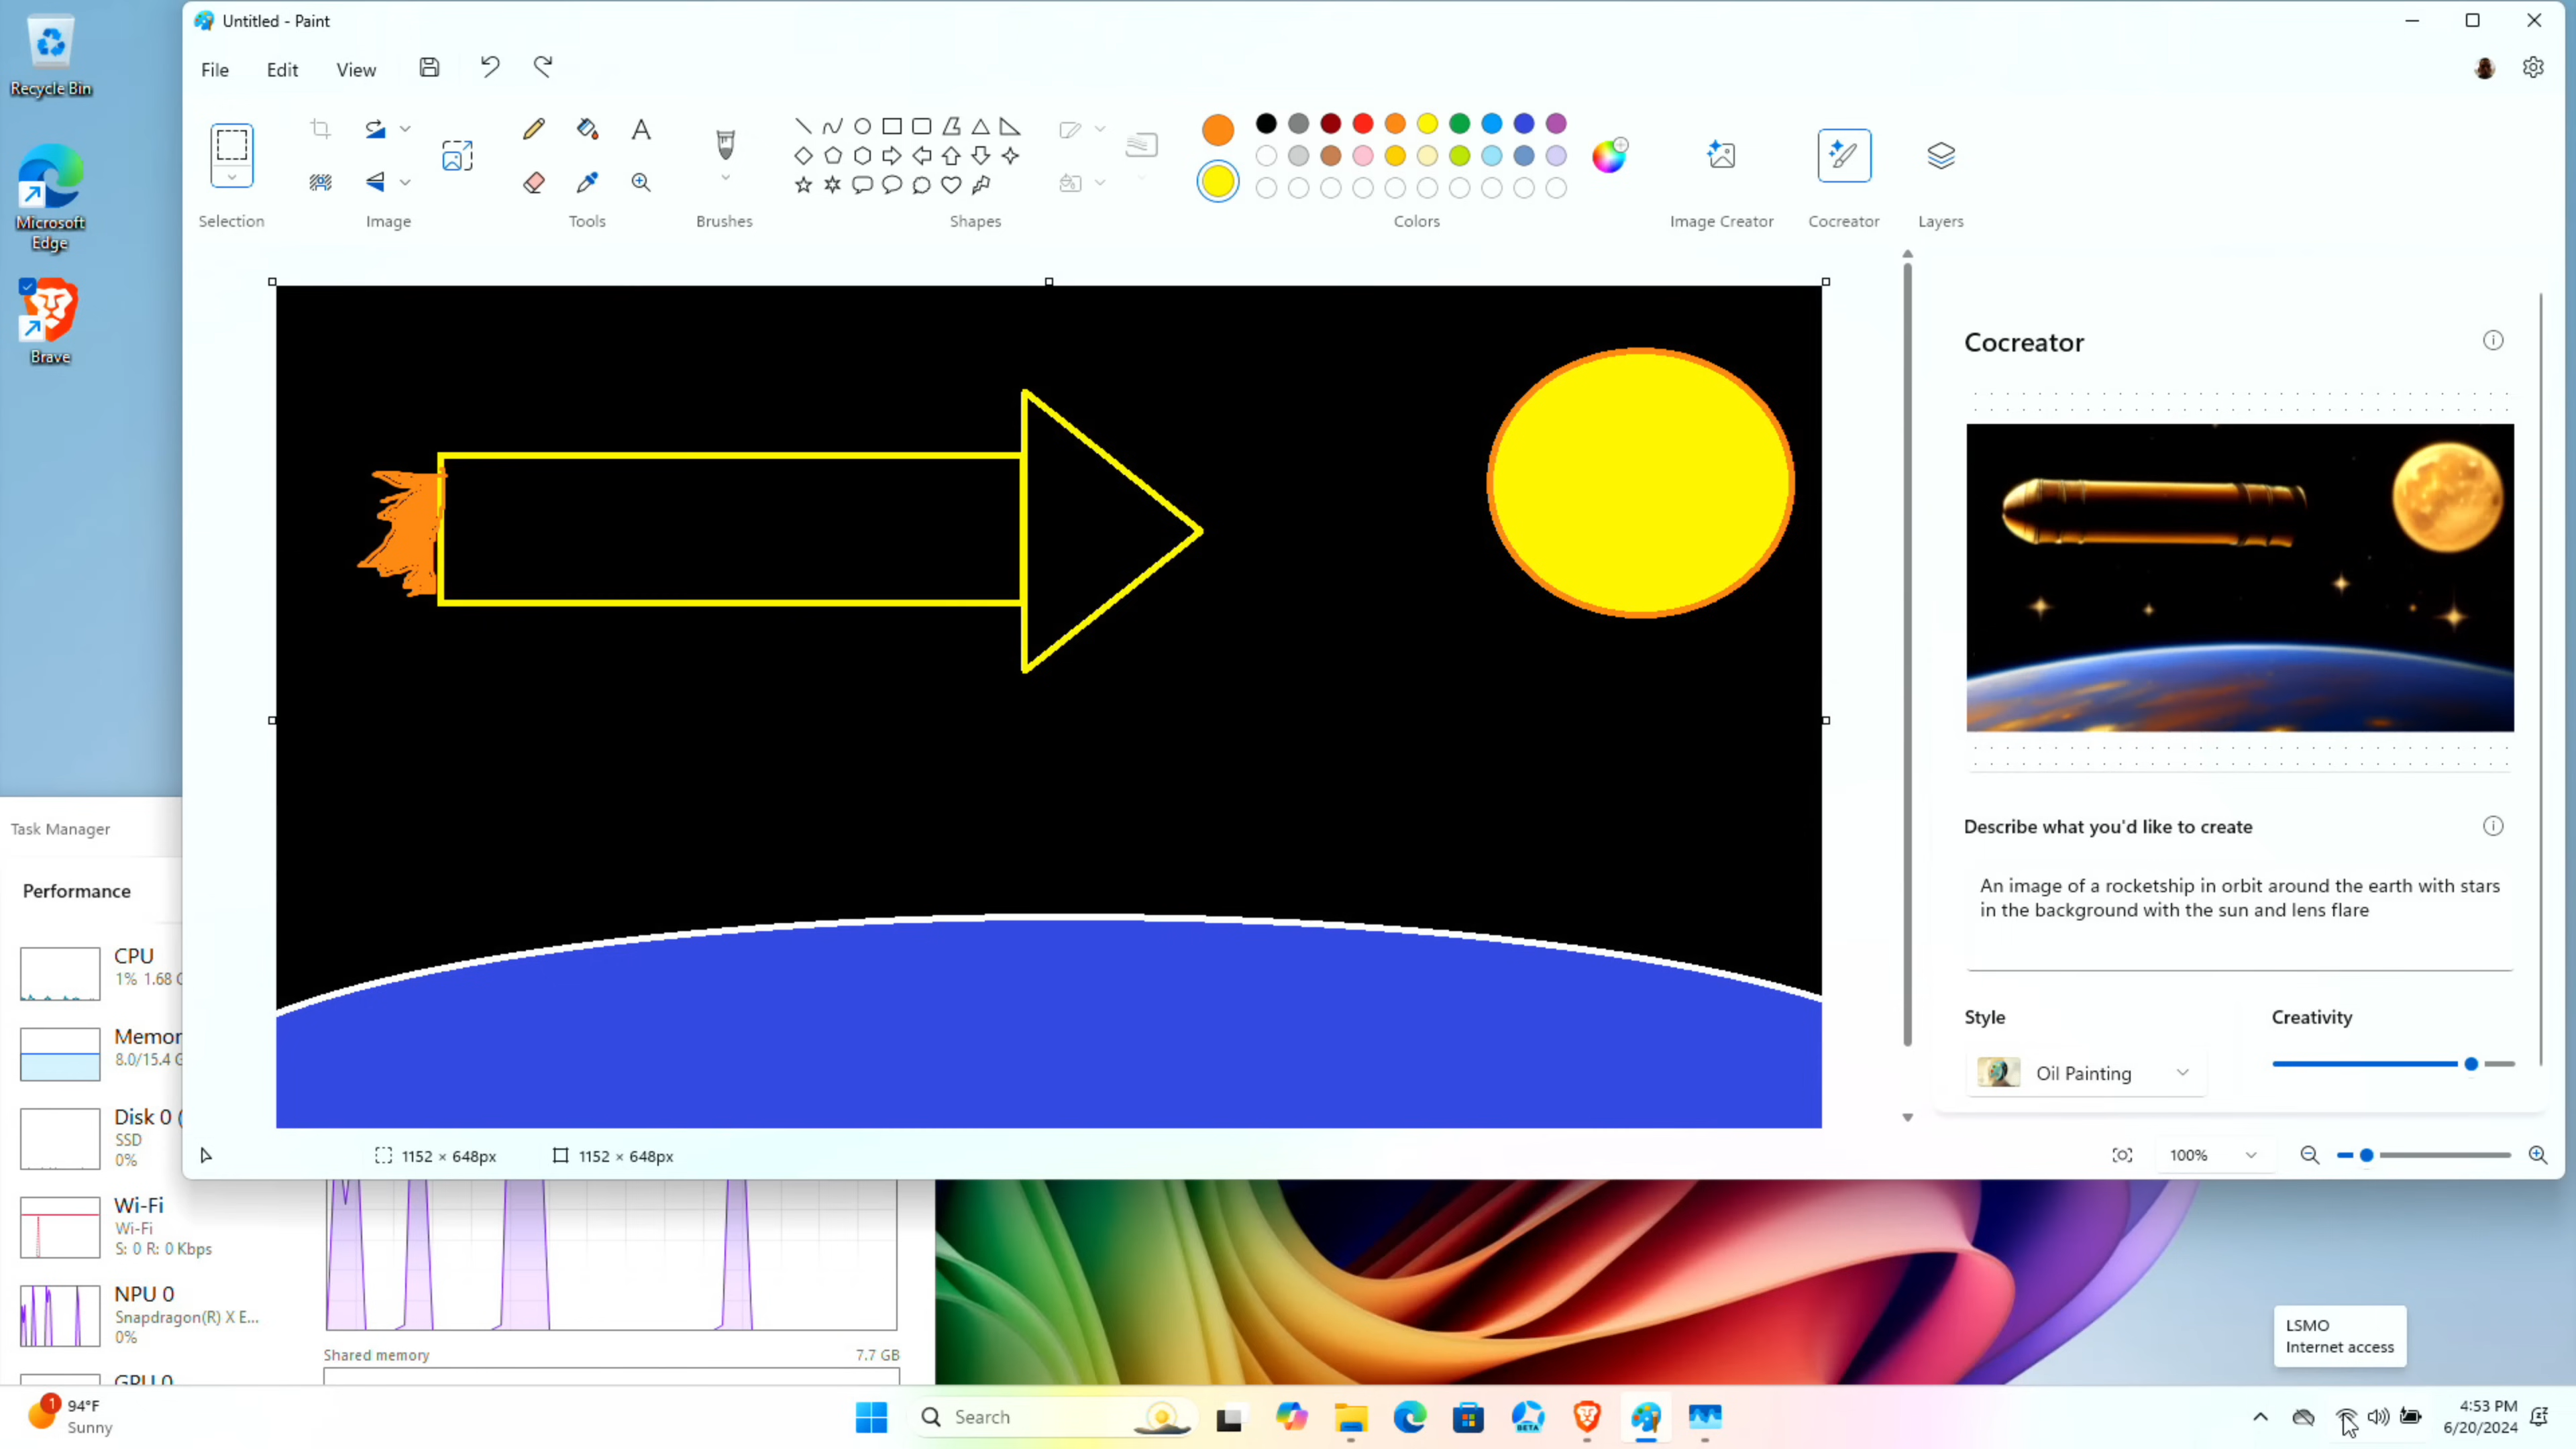 Untitled - Paint
Recycle Bin
File Edit View
Selection Image Tools Brushes Shapes Colors Image Creator Cocreator Layers
Microsoft
Edge
Brave
Cocreator
Describe what you'd like to create
An image of a rocketship in orbit around the earth with stars
in the background with the sun and lens flare
Style Creativity
Oil Painting
1152 × 648px 1152 × 648px
100%
Task Manager
Performance
CPU
1% 1.68 G
Memor
8.0/15.4 G
Disk 0 (
SSD
0%
Wi-Fi
Wi-Fi
S: 0 R: 0 Kbps
NPU 0
Snapdragon(R) X E...
0%
GPU 0
Shared memory 7.7 GB
LSMO
Internet access
1
94°F
Sunny
Search
BETA
4:53 PM
6/20/2024